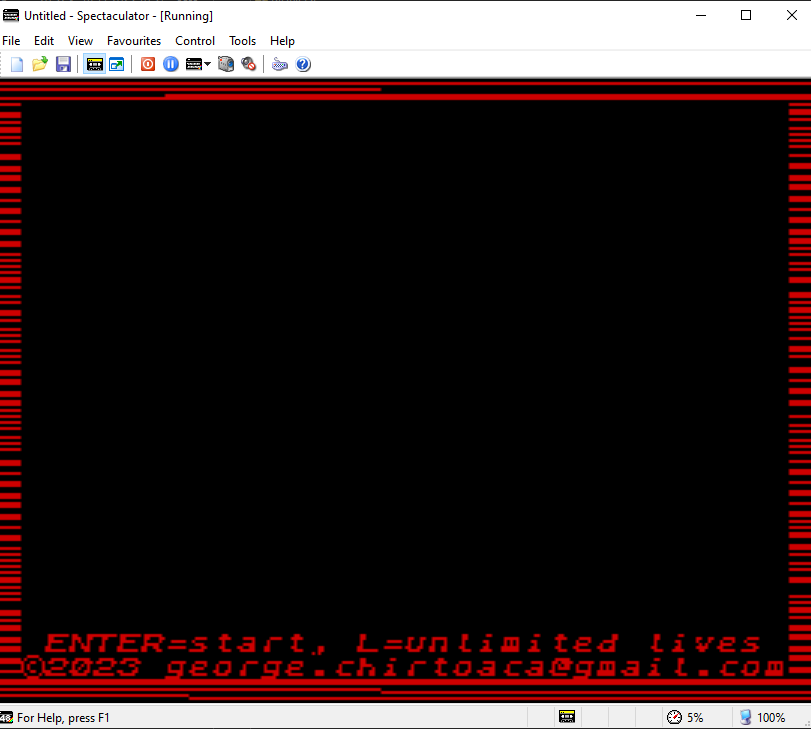 Untitled - Spectaculator - [Running]
File Edit View Favourites Control Tools Help
ENTER=start, L=unlimited lives
©2023 george.chirtoaca@gmail.com
48 For Help, press F1 5% 100%